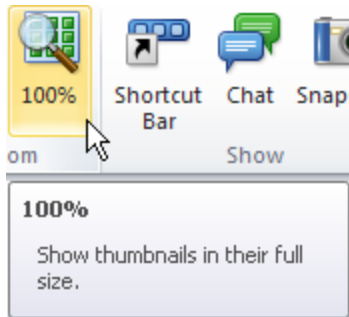 100%
Shortcut
Bar
Chat
Snap
om
Show
100%
Show thumbnails in their full
size.